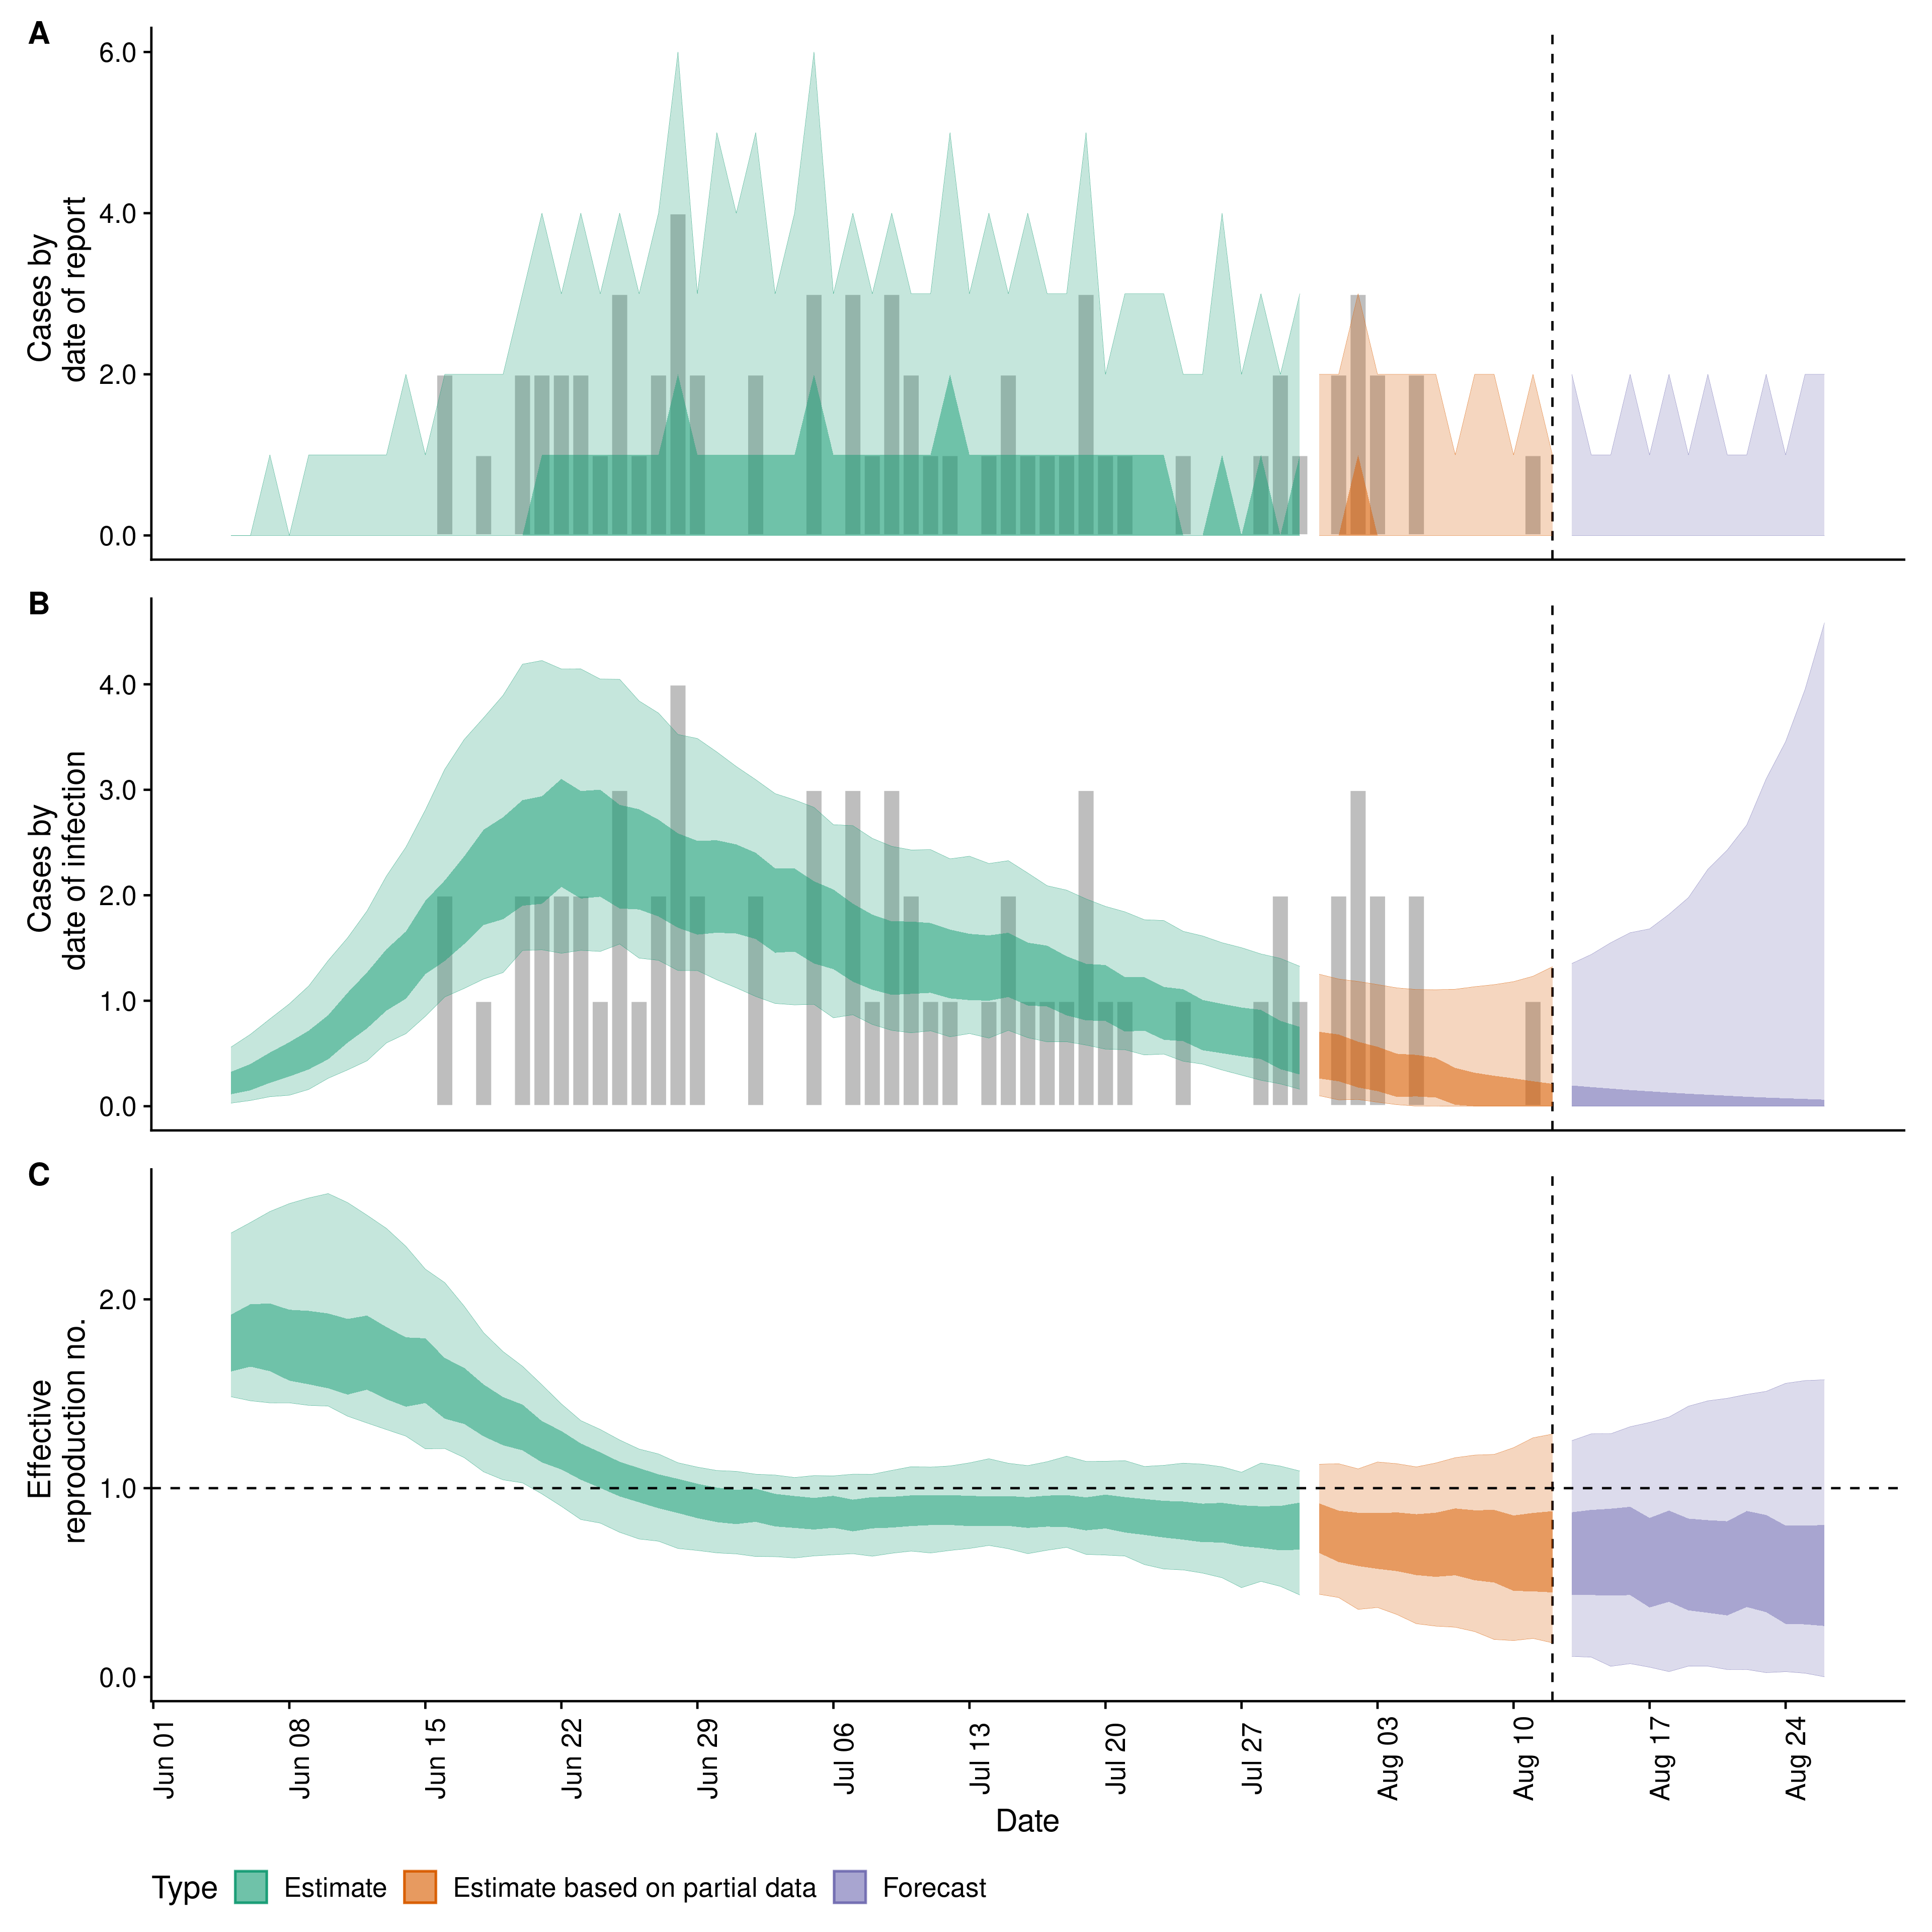 A
6.0
4.0
2.0
0.0
Cases by
date of report
B
4.0
3.0
2.0
1.0
0.0
Cases by
date of infection
C
2.0
1.0
0.0
Effective
reproduction no.
Jun 01
Jun 08
Jun 15
Jun 22
Jun 29
Jul 06
Jul 13
Jul 20
Jul 27
Aug 03
Aug 10
Aug 17
Aug 24
Date
Type Estimate Estimate based on partial data Forecast